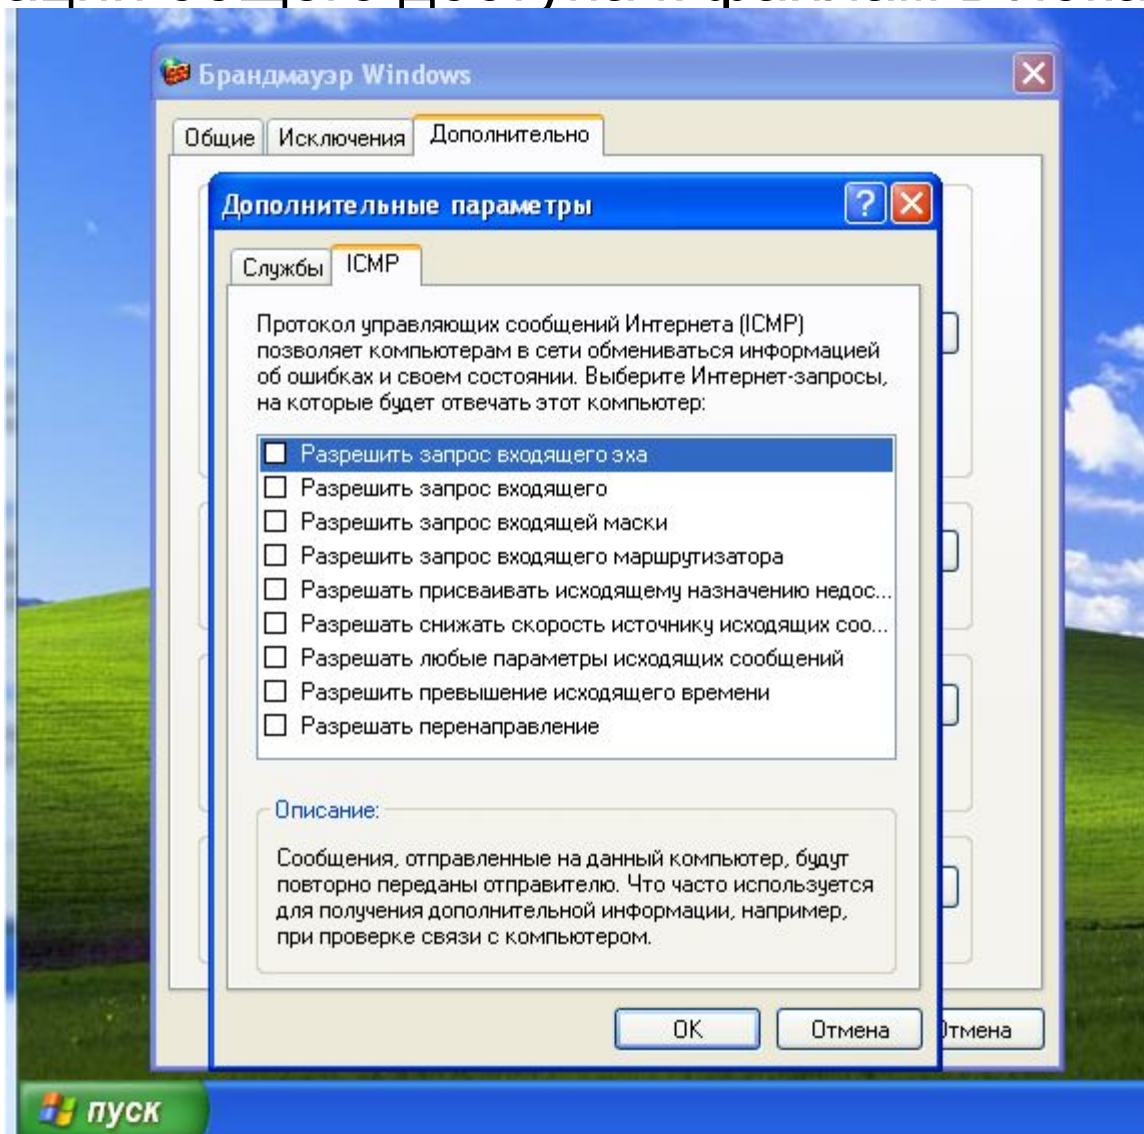 Брандмауэр Windows
Общие Исключения Дополнительно
Дополнительные параметры
Службы ICMP
Протокол управляющих сообщений Интернета (ICMP)
позволяет компьютерам в сети обмениваться информацией
об ошибках и своем состоянии. Выберите Интернет-запросы,
на которые будет отвечать этот компьютер:
Разрешить запрос входящего эха
Разрешить запрос входящего
Разрешить запрос входящей маски
Разрешить запрос входящего маршрутизатора
Разрешать присваивать исходящему назначению недос...
Разрешать снижать скорость источнику исходящих соо...
Разрешать любые параметры исходящих сообщений
Разрешить превышение исходящего времени
Разрешать перенаправление
Описание:
Сообщения, отправленные на данный компьютер, будут
повторно переданы отправителю. Что часто используется
для получения дополнительной информации, например,
при проверке связи с компьютером.
OK Отмена Отмена
пуск